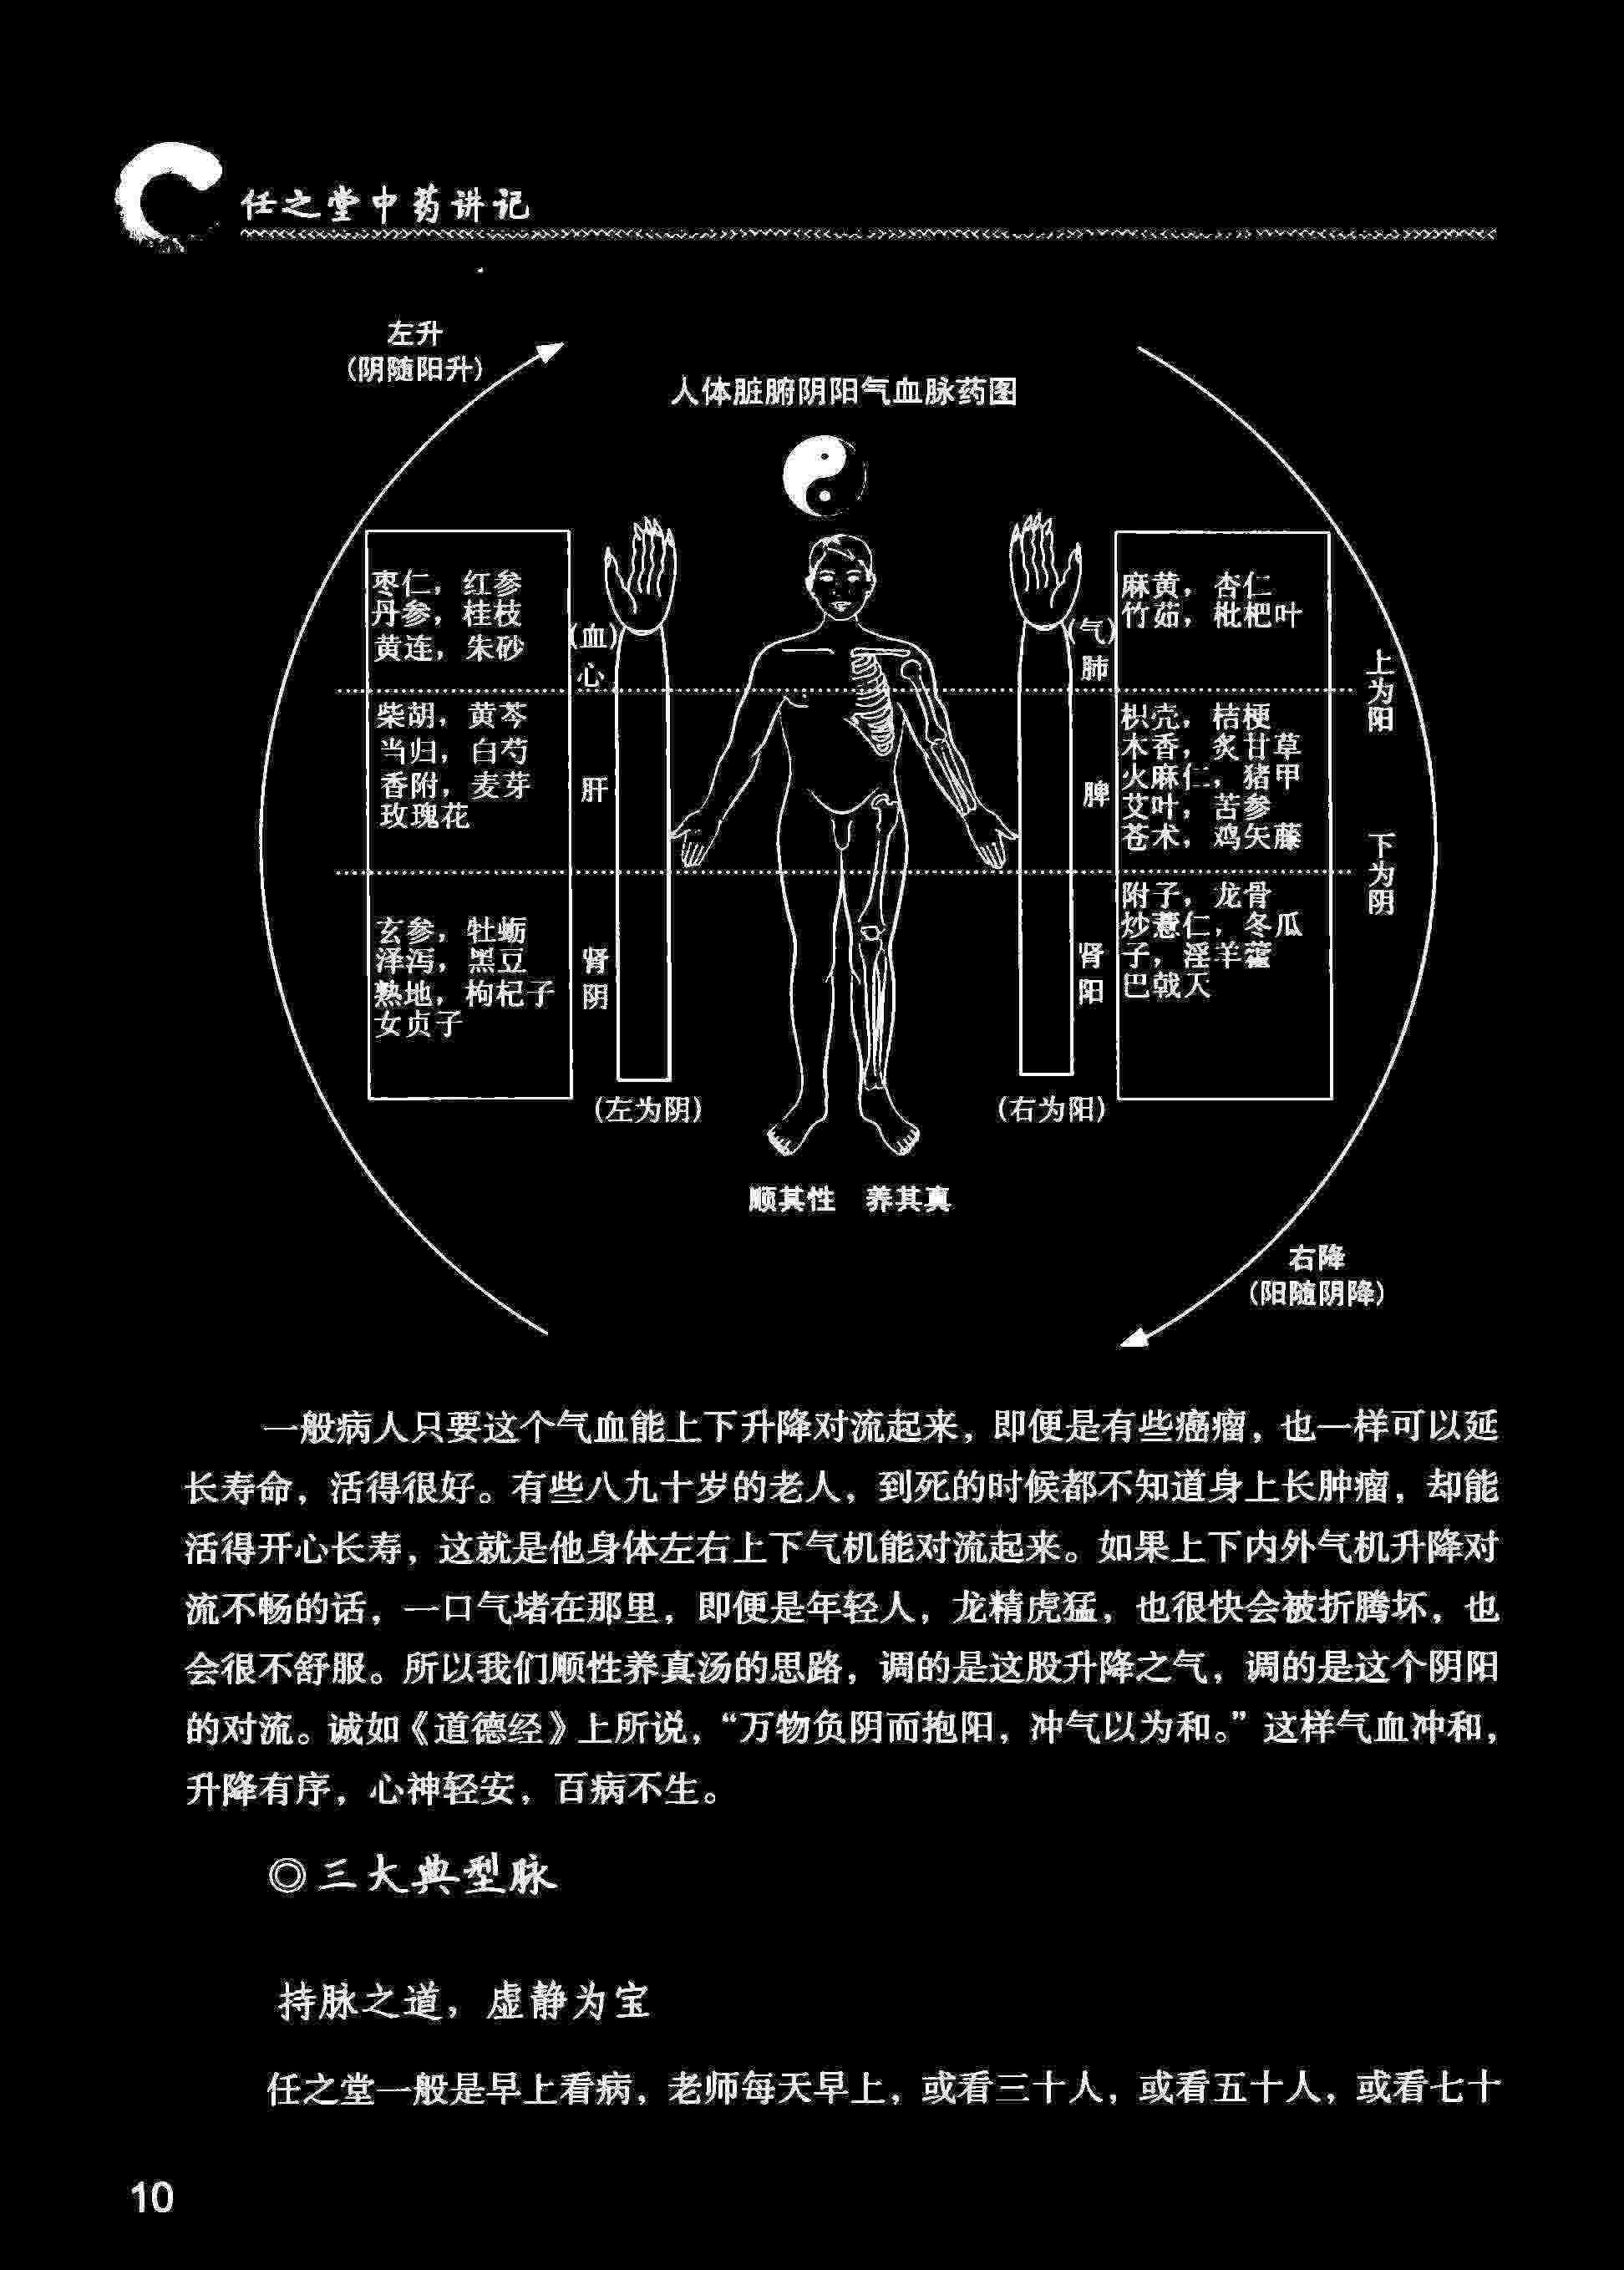 任之堂中药讲记
左升
(阴随阳升)
人体脏腑阴阳气血脉药图
枣仁，红参
丹参，桂枝
黄连，朱砂
(血)
心
(气)
肺
麻黄，杏仁
竹茹，枇杷叶
上为阳
柴胡，黄芩
当归，白芍
香附，麦芽
玫瑰花
肝
脾
枳壳，桔梗
木香，炙甘草
火麻仁，猪甲
艾叶，苦参
苍术，鸡矢藤
下为阴
玄参，牡蛎
泽泻，黑豆
熟地，枸杞子
女贞子
肾阴
肾阳
附子，龙骨
炒薏仁，冬瓜
子，淫羊藿
巴戟天
(左为阴)
(右为阳)
顺其性 养其真
右降
(阳随阴降)
一般病人只要这个气血能上下升降对流起来，即便是有些癌瘤，也一样可以延
长寿命，活得很好。有些八九十岁的老人，到死的时候都不知道身上长肿瘤，却能
活得开心长寿，这就是他身体左右上下气机能对流起来。如果上下内外气机升降对
流不畅的话，一口气堵在那里，即便是年轻人，龙精虎猛，也很快会被折腾坏，也
会很不舒服。所以我们顺性养真汤的思路，调的是这股升降之气，调的是这个阴阳
的对流。诚如《道德经》上所说，“万物负阴而抱阳，冲气以为和。”这样气血冲和，
升降有序，心神轻安，百病不生。
◎三大典型脉
持脉之道，虚静为宝
任之堂一般是早上看病，老师每天早上，或看三十人，或看五十人，或看七十
10